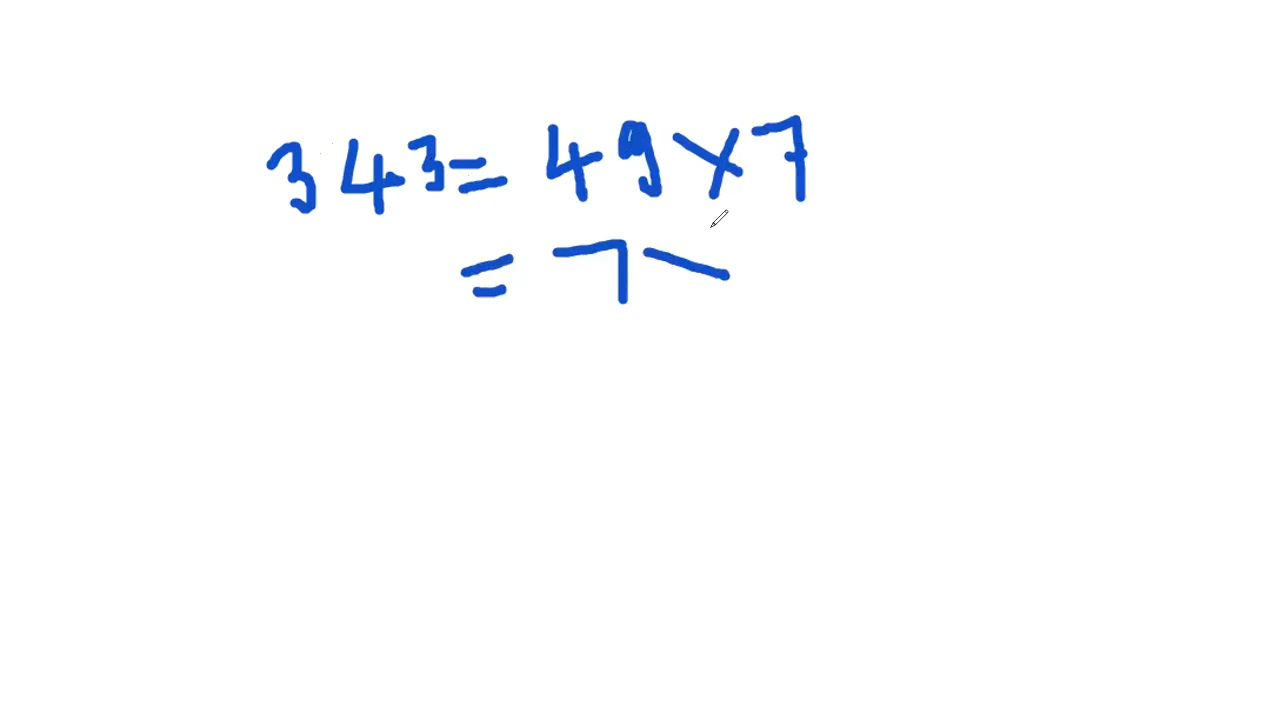 343 = 49 × 7
= 7